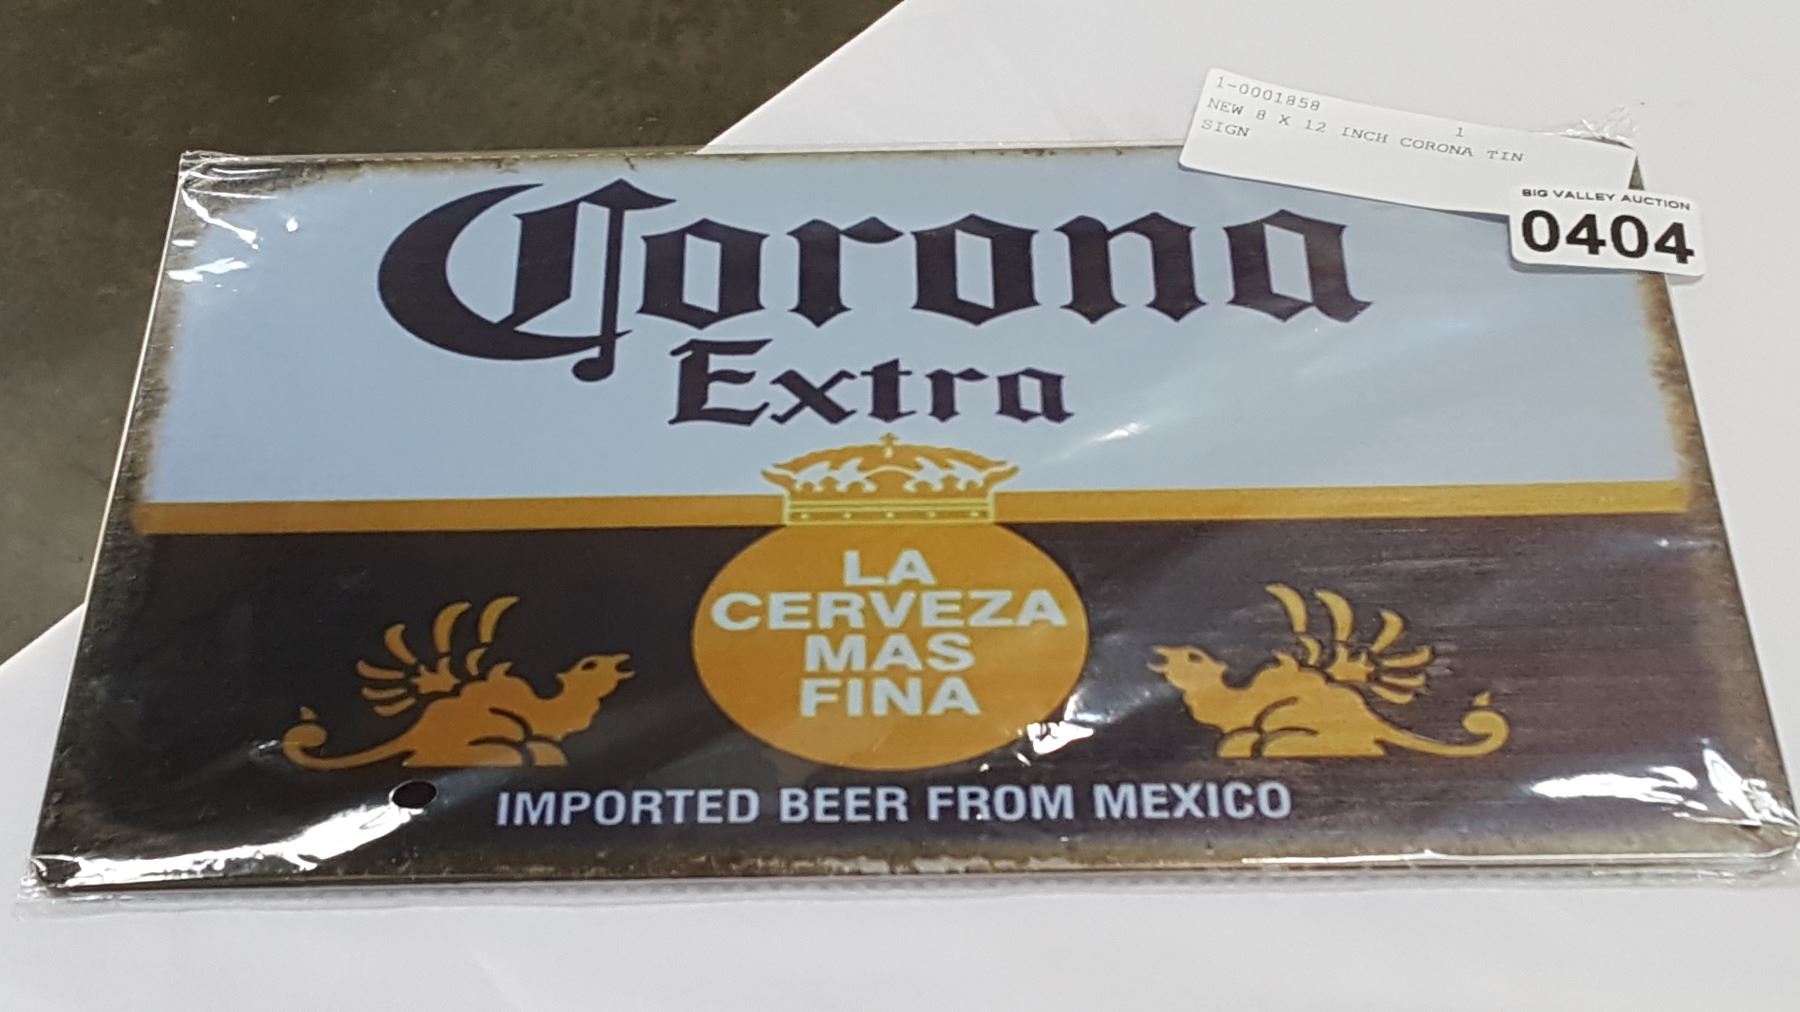 1-0001858 1
NEW 8 X 12 INCH CORONA TIN
SIGN
BIG VALLEY AUCTION
0404
Corona
Extra
LA
CERVEZA
MAS
FINA
IMPORTED BEER FROM MEXICO